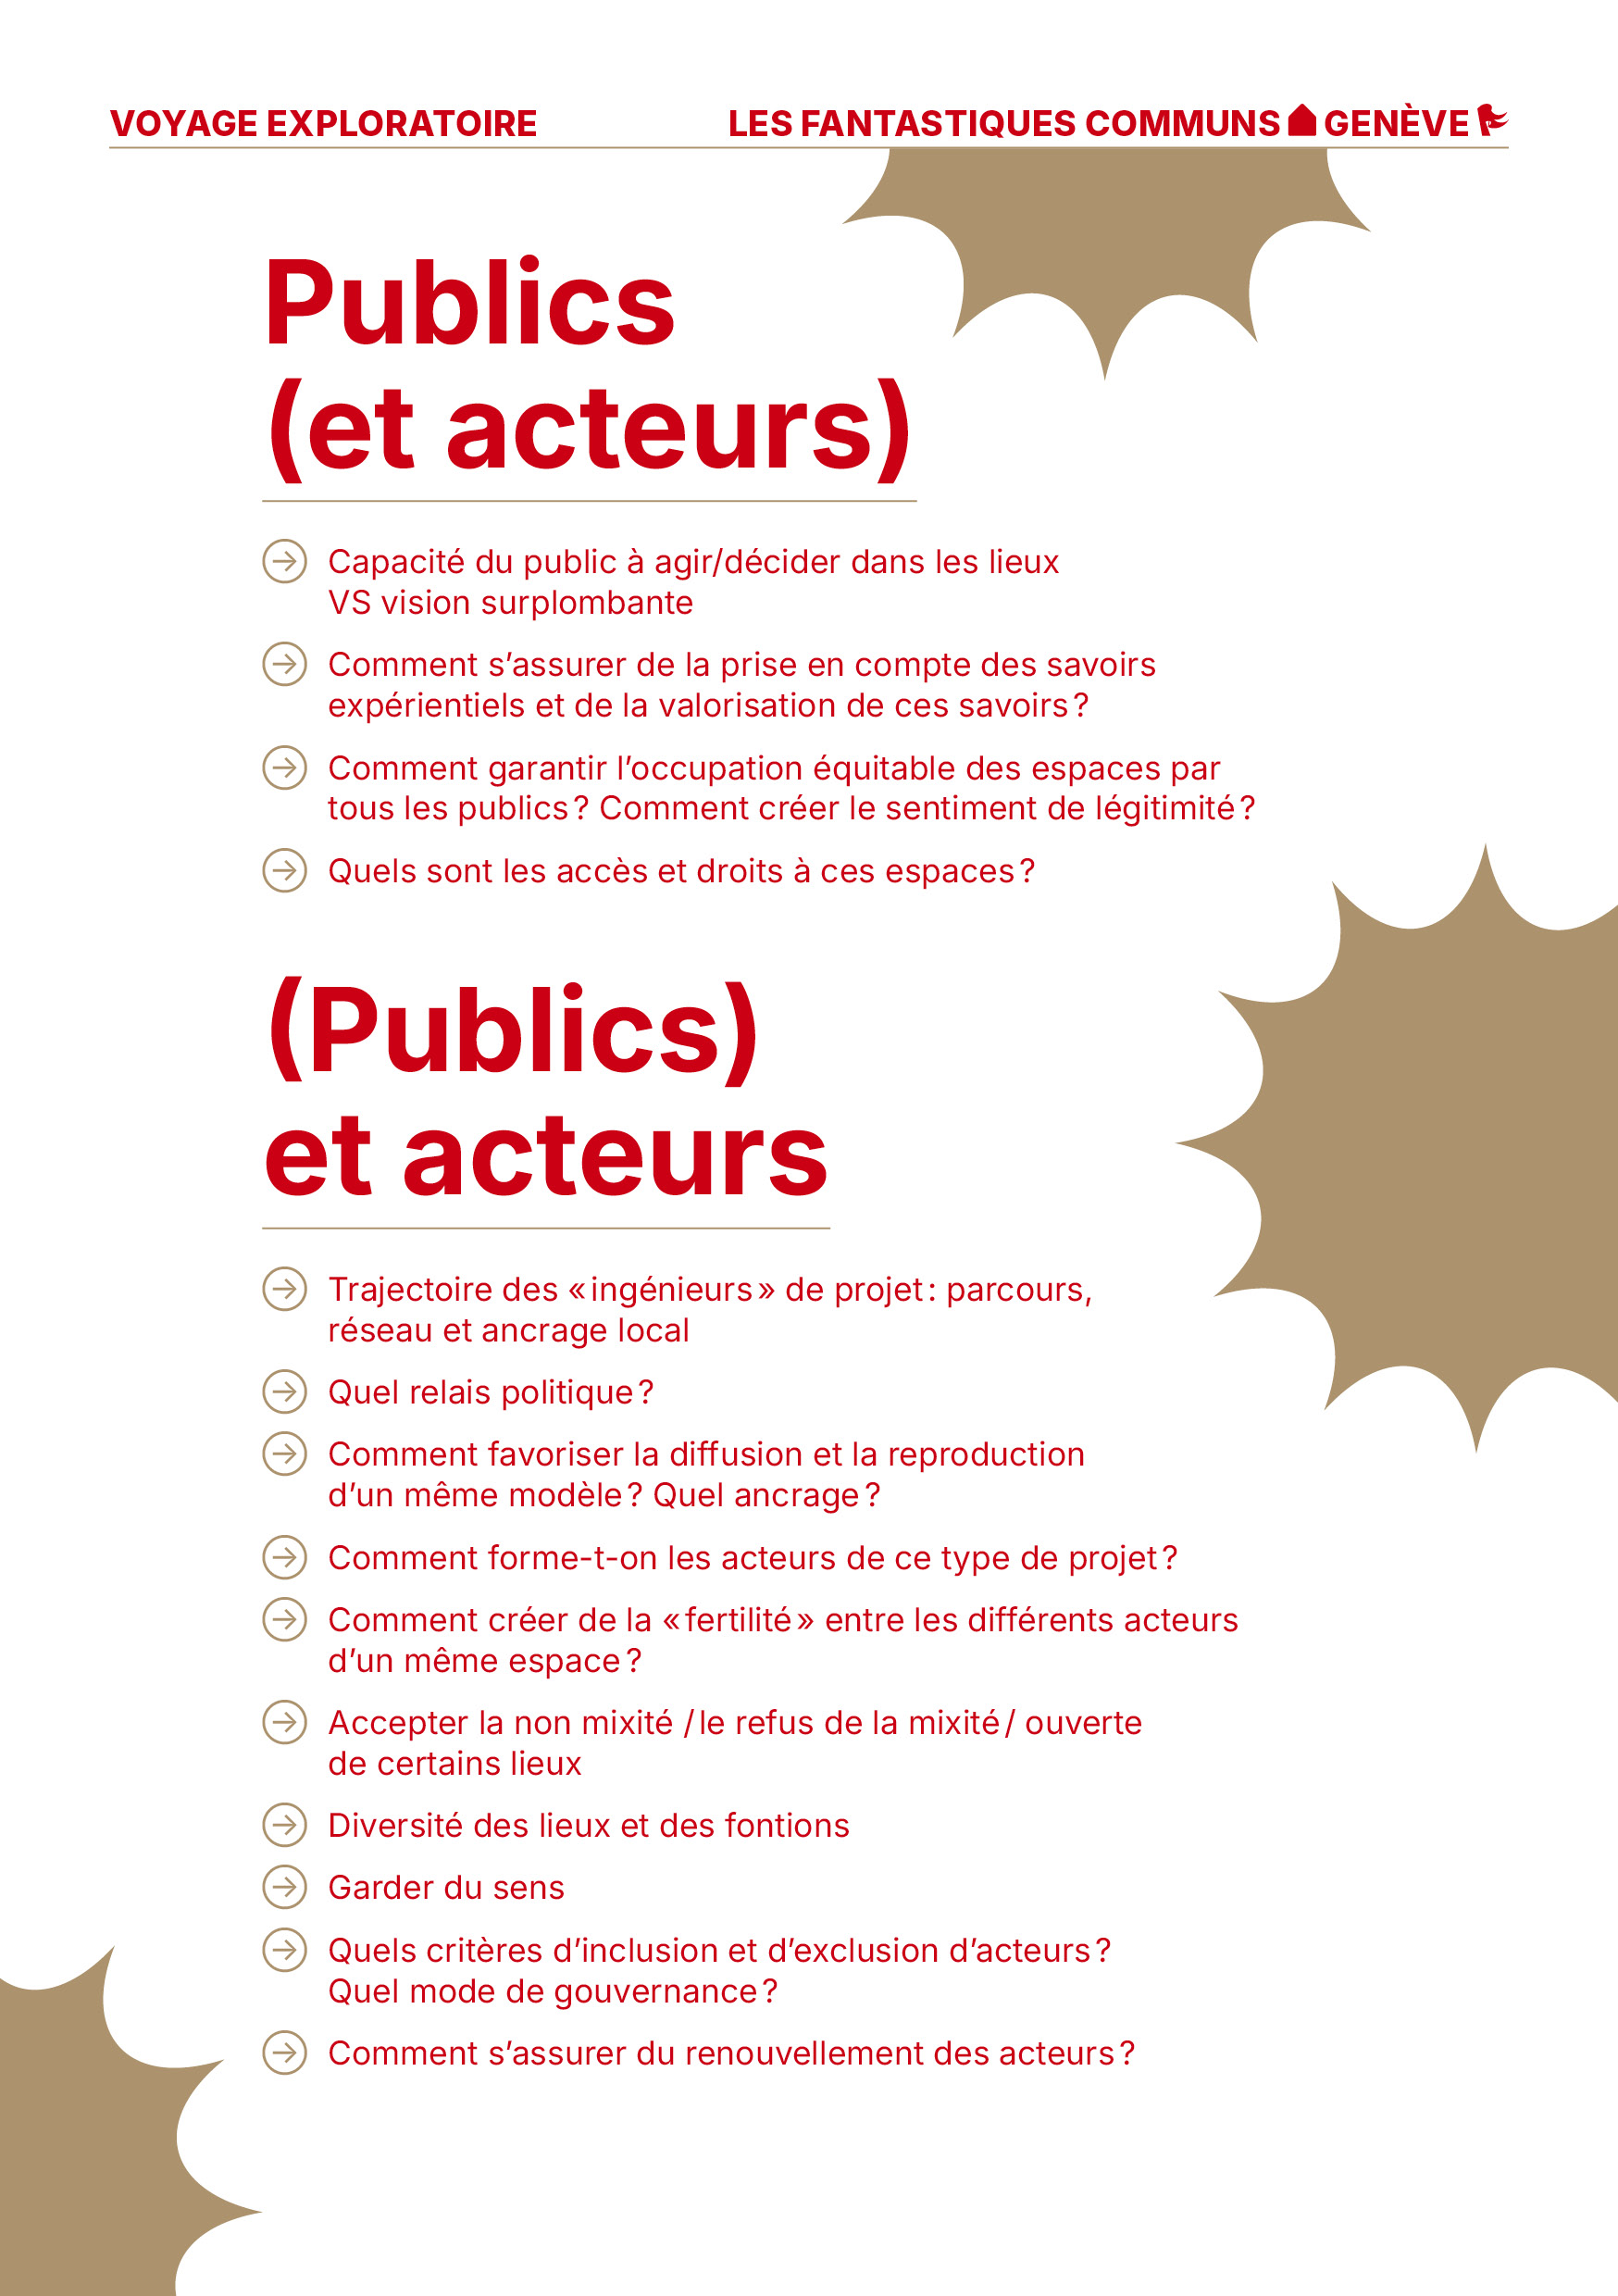 VOYAGE EXPLORATOIRE
LES FANTASTIQUES COMMUNS GENÈVE
Publics
(et acteurs)
Capacité du public à agir/décider dans les lieux
VS vision surplombante
Comment s’assurer de la prise en compte des savoirs
expérientiels et de la valorisation de ces savoirs ?
Comment garantir l’occupation équitable des espaces par
tous les publics ? Comment créer le sentiment de légitimité ?
Quels sont les accès et droits à ces espaces ?
(Publics)
et acteurs
Trajectoire des « ingénieurs » de projet : parcours,
réseau et ancrage local
Quel relais politique ?
Comment favoriser la diffusion et la reproduction
d’un même modèle ? Quel ancrage ?
Comment forme-t-on les acteurs de ce type de projet ?
Comment créer de la « fertilité » entre les différents acteurs
d’un même espace ?
Accepter la non mixité / le refus de la mixité / ouverte
de certains lieux
Diversité des lieux et des fontions
Garder du sens
Quels critères d’inclusion et d’exclusion d’acteurs ?
Quel mode de gouvernance ?
Comment s’assurer du renouvellement des acteurs ?